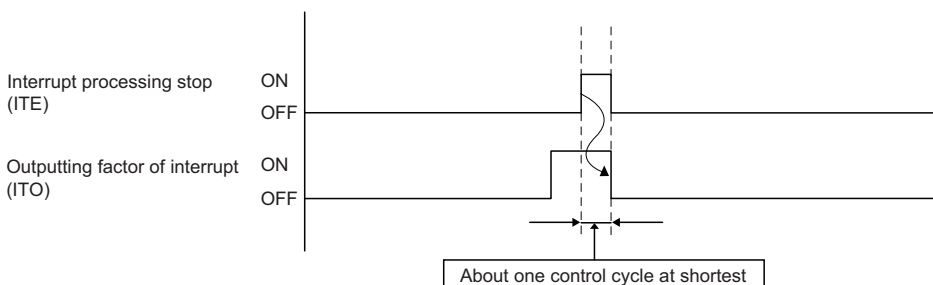 Interrupt processing stop
(ITE)
ON
OFF
Outputting factor of interrupt
(ITO)
ON
OFF
About one control cycle at shortest